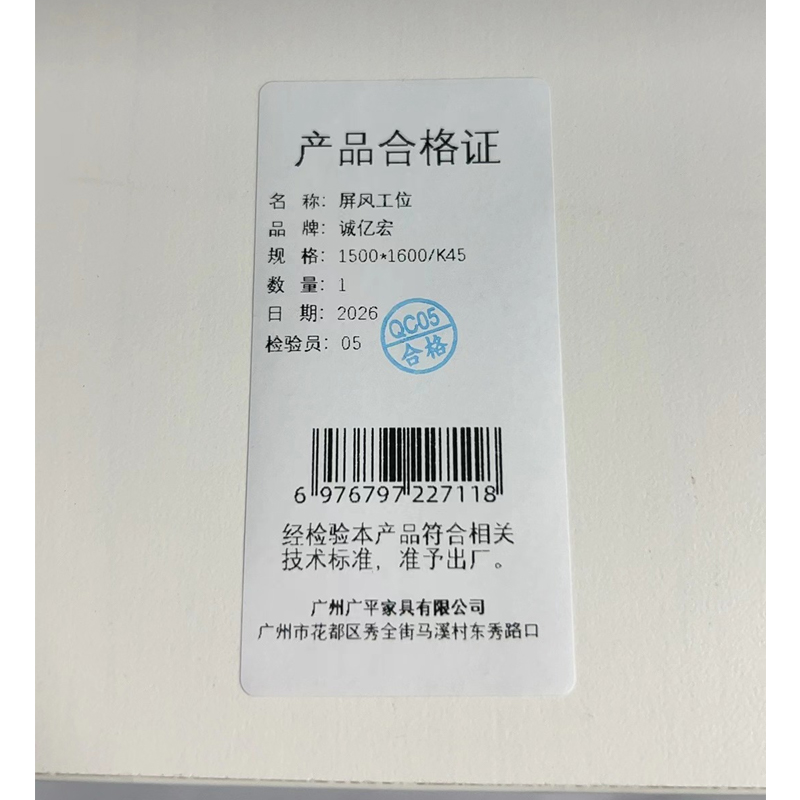 产品合格证
名 称：屏风工位
品 牌：诚亿宏
规 格：1500*1600/K45
数 量：1
日 期：2026
检验员：05
QC05
合格
6 976797 227118
经检验本产品符合相关
技术标准，准予出厂。
广州广平家具有限公司
广州市花都区秀全街马溪村东秀路口